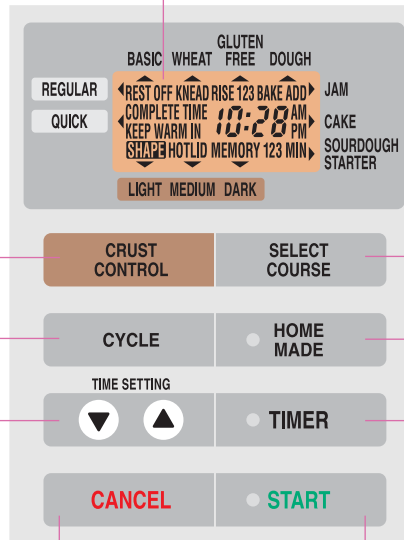 GLUTEN
BASIC WHEAT FREE DOUGH
REGULAR
REST OFF KNEAD RISE 123 BAKE ADD
JAM
QUICK
COMPLETE TIME
KEEP WARM IN
10:28 AM
PM
CAKE
SHAPE HOTLID MEMORY 123 MIN
SOURDOUGH
STARTER
LIGHT MEDIUM DARK
CRUST
CONTROL
SELECT
COURSE
CYCLE
HOME
MADE
TIME SETTING
TIMER
CANCEL
START